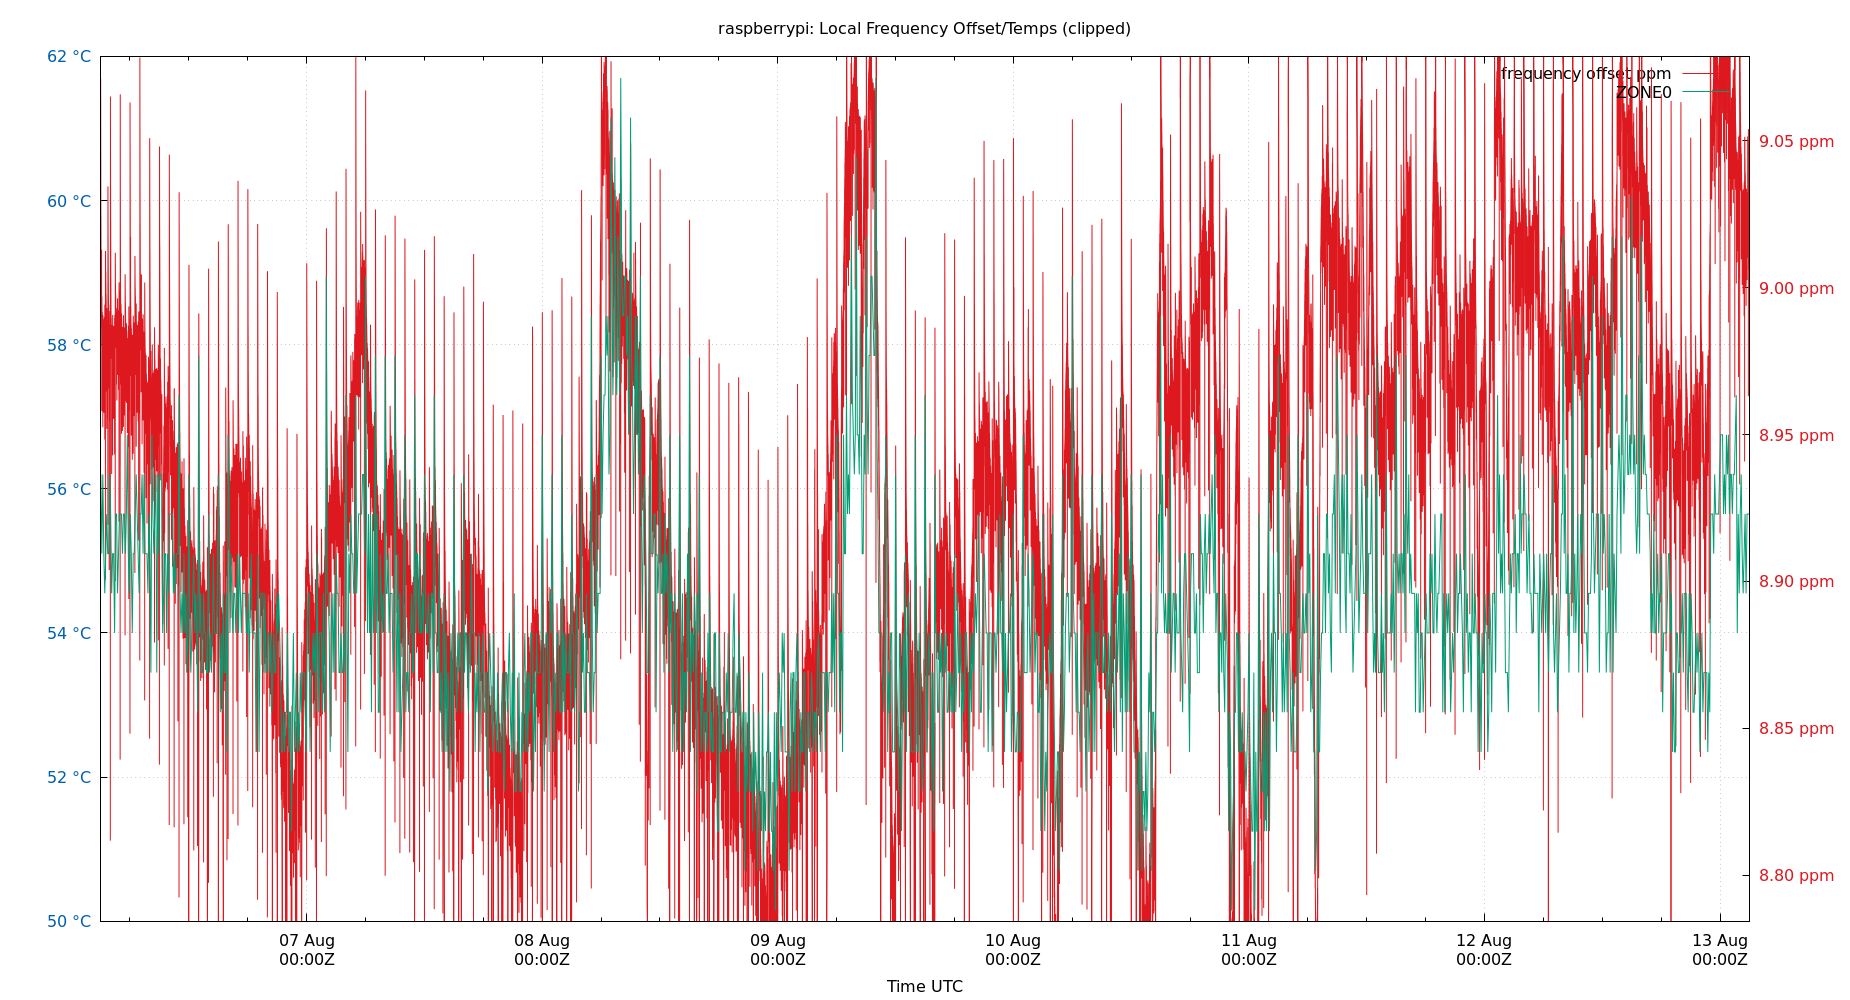 raspberrypi: Local Frequency Offset/Temps (clipped)
62 °C
60 °C
58 °C
56 °C
54 °C
52 °C
50 °C
frequency offset ppm
ZONE0
9.05 ppm
9.00 ppm
8.95 ppm
8.90 ppm
8.85 ppm
8.80 ppm
07 Aug 08 Aug 09 Aug 10 Aug 11 Aug 12 Aug 13 Aug
00:00Z 00:00Z 00:00Z 00:00Z 00:00Z 00:00Z 00:00Z
Time UTC